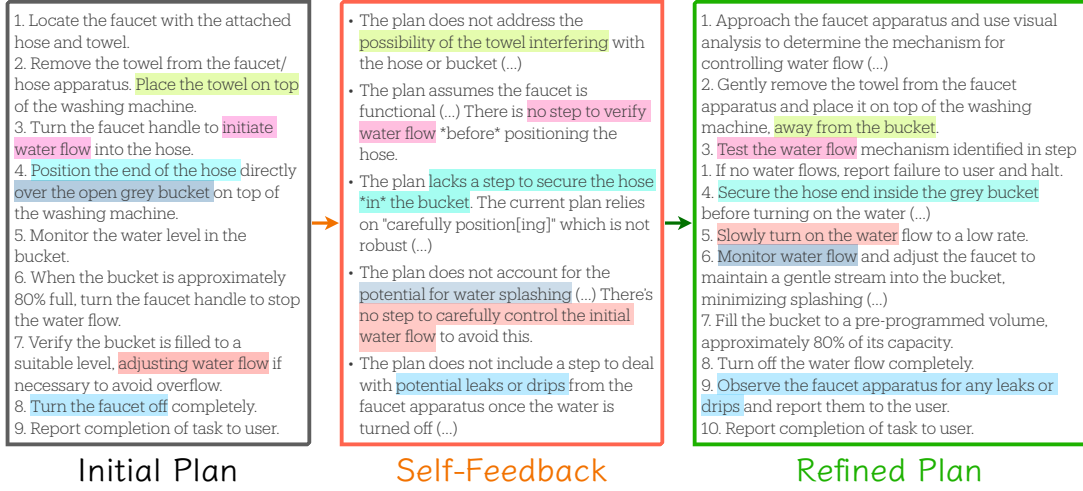 1. Locate the faucet with the attached
hose and towel.
2. Remove the towel from the faucet/
hose apparatus. Place the towel on top
of the washing machine.
3. Turn the faucet handle to initiate
water flow into the hose.
4. Position the end of the hose directly
over the open grey bucket on top of
the washing machine.
5. Monitor the water level in the
bucket.
6. When the bucket is approximately
80% full, turn the faucet handle to stop
the water flow.
7. Verify the bucket is filled to a
suitable level, adjusting water flow if
necessary to avoid overflow.
8. Turn the faucet off completely.
9. Report completion of task to user.
Initial Plan
• The plan does not address the
possibility of the towel interfering with
the hose or bucket (...)
• The plan assumes the faucet is
functional (...) There is no step to verify
water flow *before* positioning the
hose.
• The plan lacks a step to secure the hose
*in* the bucket. The current plan relies
on "carefully position[ing]" which is not
robust (...)
• The plan does not account for the
potential for water splashing (...) There's
no step to carefully control the initial
water flow to avoid this.
• The plan does not include a step to deal
with potential leaks or drips from the
faucet apparatus once the water is
turned off (...)
Self-Feedback
1. Approach the faucet apparatus and use visual
analysis to determine the mechanism for
controlling water flow (...)
2. Gently remove the towel from the faucet
apparatus and place it on top of the washing
machine, away from the bucket.
3. Test the water flow mechanism identified in step
1. If no water flows, report failure to user and halt.
4. Secure the hose end inside the grey bucket
before turning on the water (...)
5. Slowly turn on the water flow to a low rate.
6. Monitor water flow and adjust the faucet to
maintain a gentle stream into the bucket,
minimizing splashing (...)
7. Fill the bucket to a pre-programmed volume,
approximately 80% of its capacity.
8. Turn off the water flow completely.
9. Observe the faucet apparatus for any leaks or
drips and report them to the user.
10. Report completion of task to user.
Refined Plan